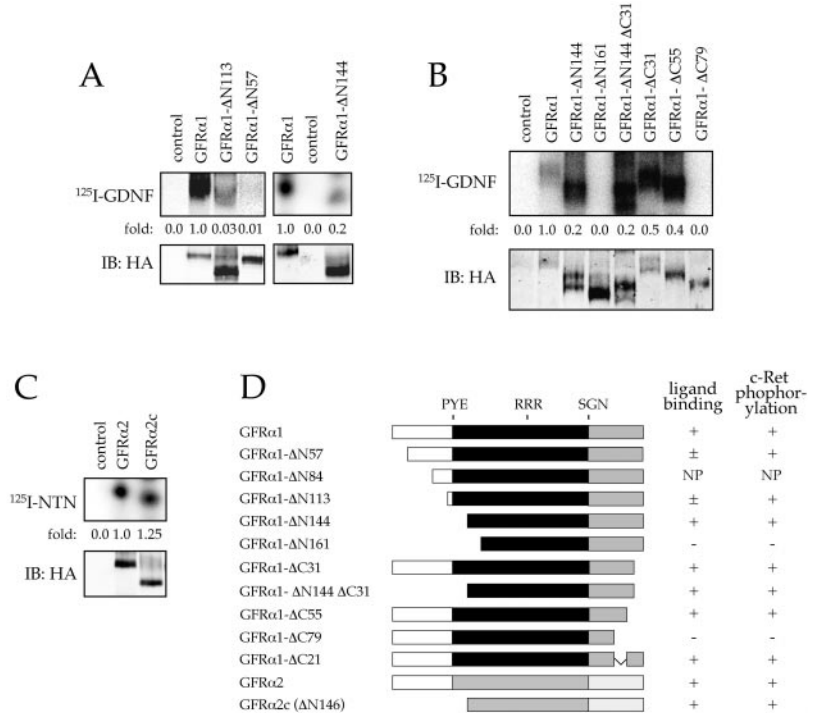 A
control
GFRα1
GFRα1-ΔN113
GFRα1-ΔN57
GFRα1
control
GFRα1-ΔN144
125I-GDNF
fold: 1.0 0.03 0.01 1.0 0.0 0.2
IB: HA
B
control
GFRα1
GFRα1-ΔN144
GFRα1-ΔN161
GFRα1-ΔN144 ΔC31
GFRα1-ΔC31
GFRα1- ΔC55
GFRα1- ΔC79
125I-GDNF
fold: 0.0 1.0 0.2 0.0 0.2 0.5 0.4 0.0
IB: HA
C
control
GFRα2
GFRα2c
125I-NTN
fold: 0.0 1.0 1.25
IB: HA
D
PYE RRR SGN
ligand binding
c-Ret phophor-ylation
GFRα1 + +
GFRα1-ΔN57 ± +
GFRα1-ΔN84 NP NP
GFRα1-ΔN113 ± +
GFRα1-ΔN144 + +
GFRα1-ΔN161 - -
GFRα1-ΔC31 + +
GFRα1- ΔN144 ΔC31 + +
GFRα1-ΔC55 + +
GFRα1-ΔC79 - -
GFRα1-ΔC21 + +
GFRα2 + +
GFRα2c (ΔN146) + +